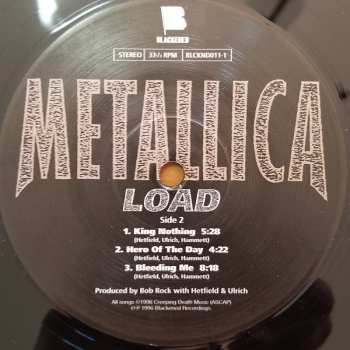 B
BLACKENED
STEREO 33⅓ RPM BLCKND011-1
METALLICA
LOAD
Side 2
1. King Nothing 5:28
(Hetfield, Ulrich, Hammett)
2. Hero Of The Day 4:22
(Hetfield, Ulrich, Hammett)
3. Bleeding Me 8:18
(Hetfield, Ulrich, Hammett)
Produced by Bob Rock with Hetfield & Ulrich
All songs ©1996 Creeping Death Music (ASCAP)
©℗ 1996 Blackened Recordings.